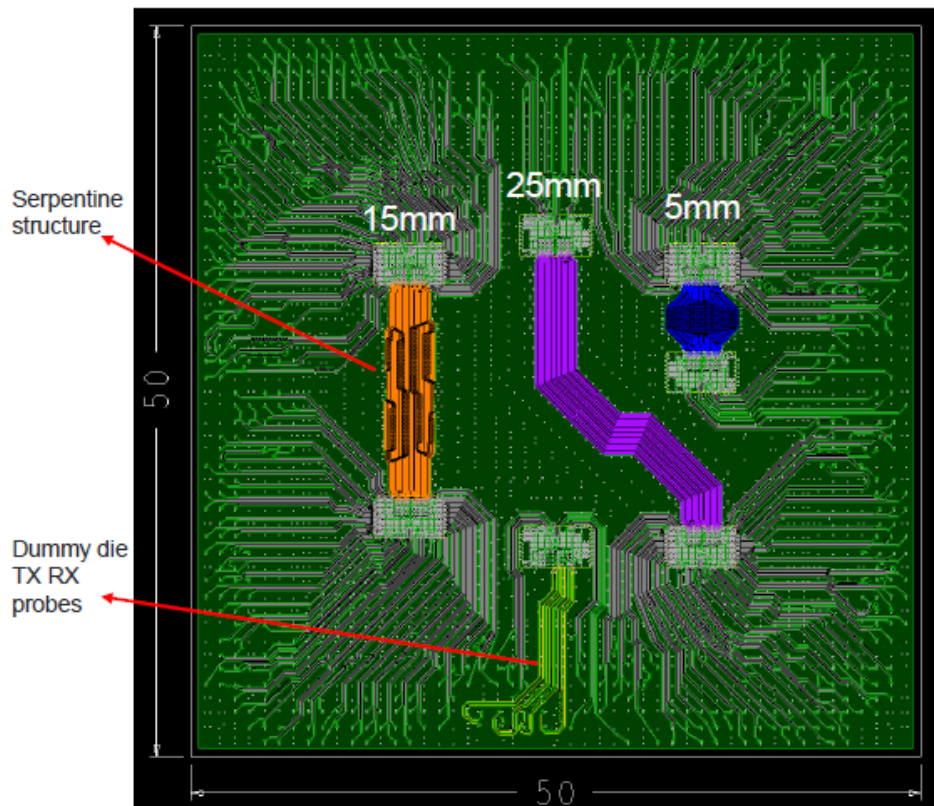 Serpentine
structure
15mm
25mm
5mm
50
Dummy die
TX RX
probes
50